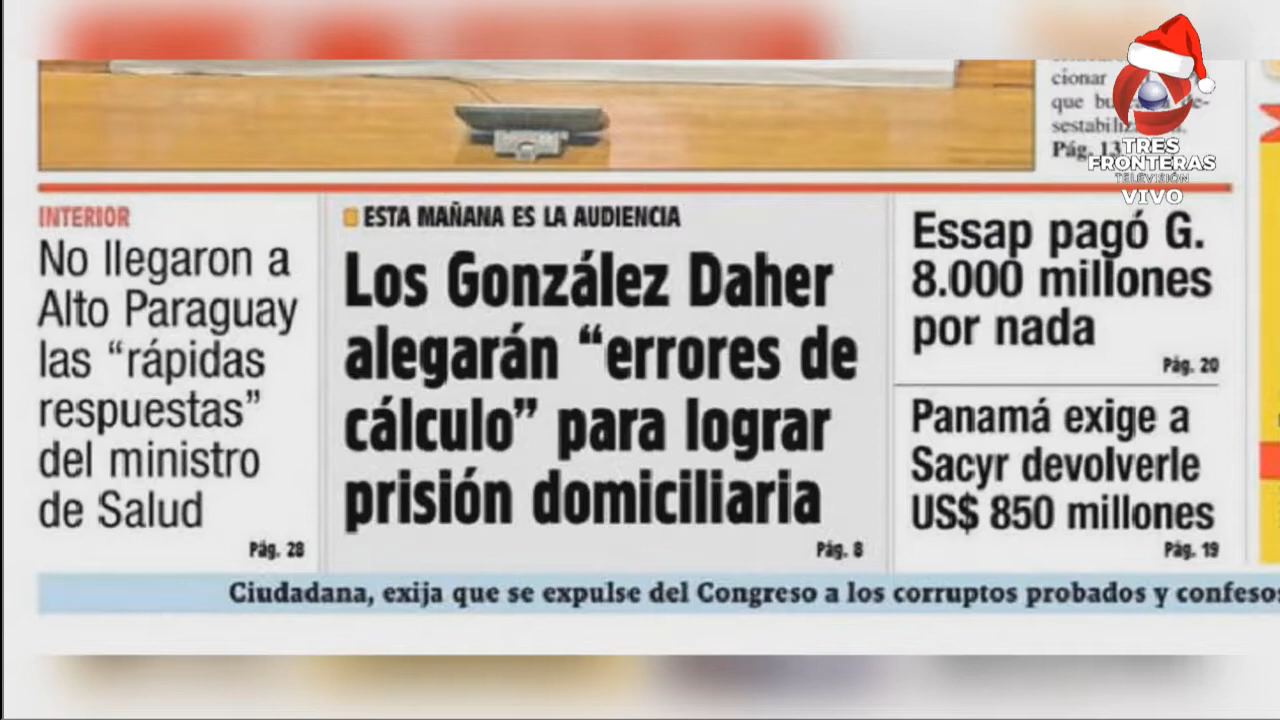 cionar
que
sestabiliz
Pág. 13
TRES
FRONTERAS
TELEVISIÓN
VIVO
INTERIOR
No llegaron a
Alto Paraguay
las “rápidas
respuestas”
del ministro
de Salud
Pág. 28
ESTA MAÑANA ES LA AUDIENCIA
Los González Daher
alegarán “errores de
cálculo” para lograr
prisión domiciliaria
Pág. 8
Essap pagó G.
8.000 millones
por nada
Pág. 20
Panamá exige a
Sacyr devolverle
US$ 850 millones
Pág. 19
Ciudadana, exija que se expulse del Congreso a los corruptos probados y confesos